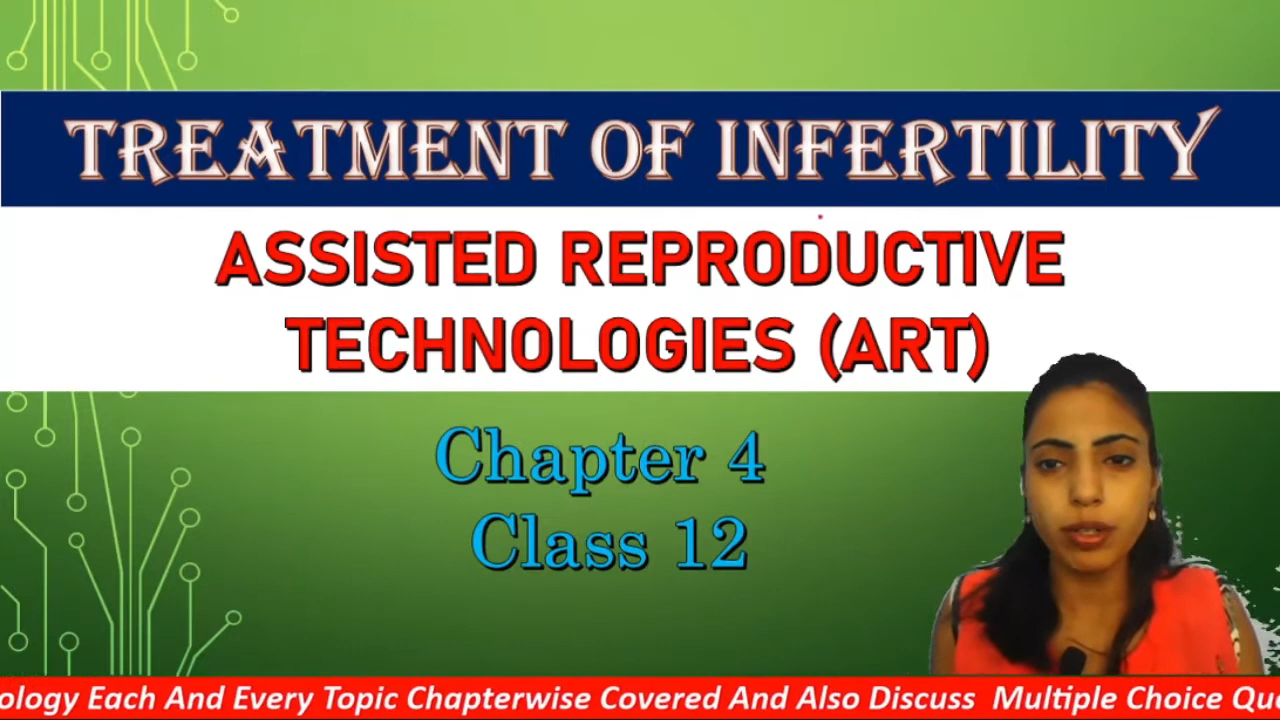 TREATMENT OF INFERTILITY
ASSISTED REPRODUCTIVE
TECHNOLOGIES (ART)
Chapter 4
Class 12
Each And Every Topic Chapterwise Covered And Also Discuss Multiple Choice